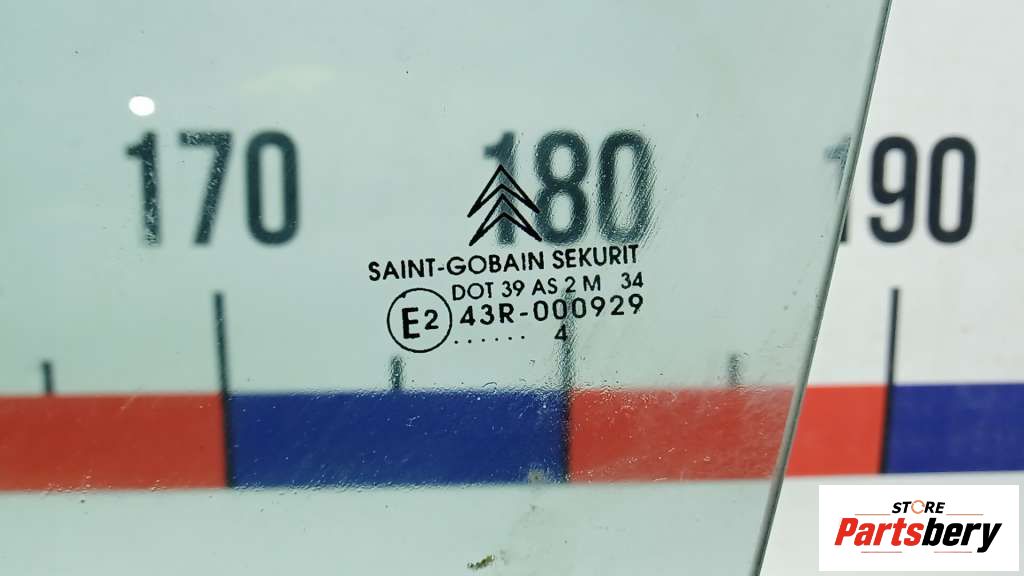 170 180 190
SAINT-GOBAIN SEKURIT
DOT 39 AS 2 M 34
E2 43R-000929
...... 4
STORE
Partsbery